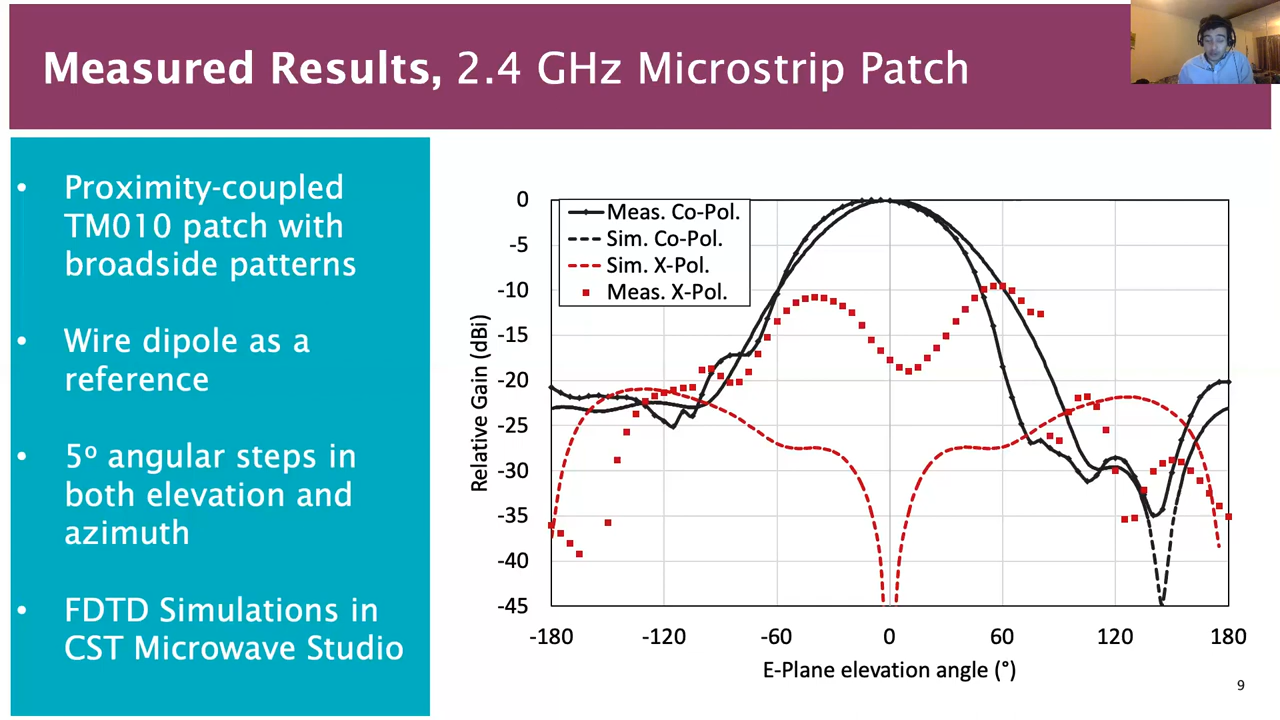 Measured Results, 2.4 GHz Microstrip Patch
• Proximity-coupled
TM010 patch with
broadside patterns
• Wire dipole as a
reference
• 5º angular steps in
both elevation and
azimuth
• FDTD Simulations in
CST Microwave Studio
Meas. Co-Pol.
Sim. Co-Pol.
Sim. X-Pol.
Meas. X-Pol.
Relative Gain (dBi)
0
-5
-10
-15
-20
-25
-30
-35
-40
-45
-180 -120 -60 0 60 120 180
E-Plane elevation angle (°)
9